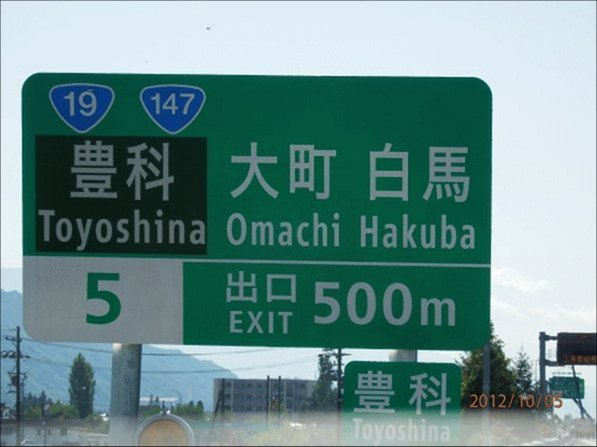 19 147
豊科 大町 白馬
Toyoshina Omachi Hakuba
5 出口 500m
EXIT
豊科
Toyoshina
2012/10/05